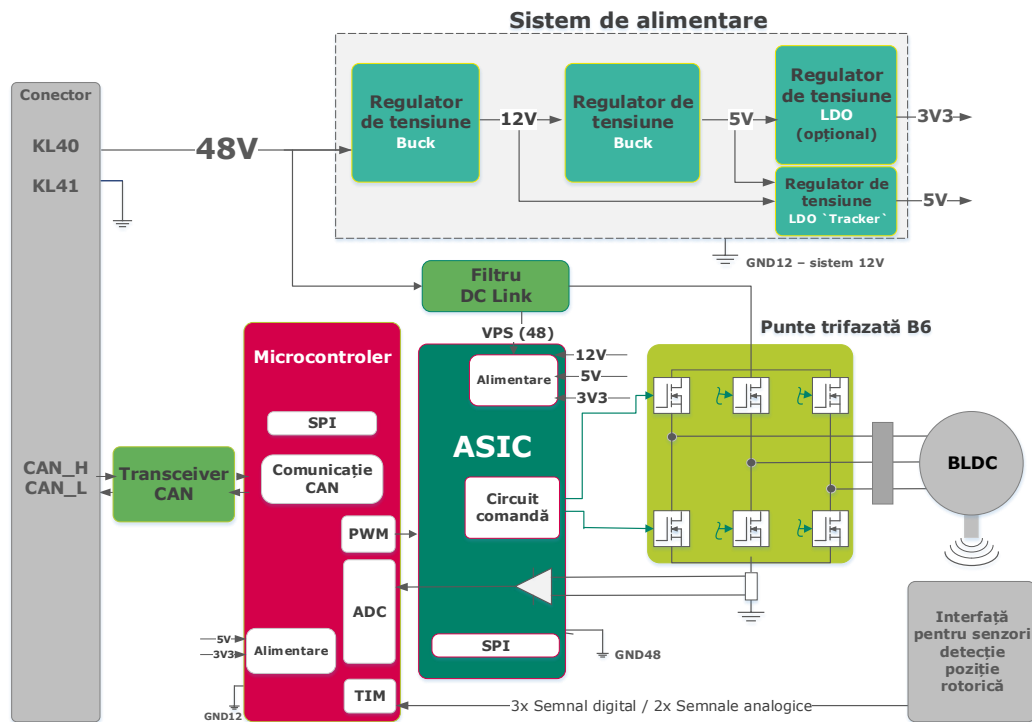 Sistem de alimentare
Conector
KL40
KL41
48V
Regulator
de tensiune
Buck
12V
Regulator de
tensiune
Buck
5V
Regulator
de tensiune
LDO
(opțional)
3V3
Regulator de
tensiune
LDO `Tracker`
5V
GND12 – sistem 12V
Filtru
DC Link
VPS (48)
Punte trifazată B6
Microcontroler
SPI
Comunicație
CAN
PWM
ADC
5V
3V3
Alimentare
GND12
TIM
CAN_H
CAN_L
Transceiver
CAN
Alimentare
12V
5V
3V3
ASIC
Circuit
comandă
SPI
GND48
BLDC
Interfață
pentru senzori
detecție
poziție
rotorică
3x Semnal digital / 2x Semnale analogice